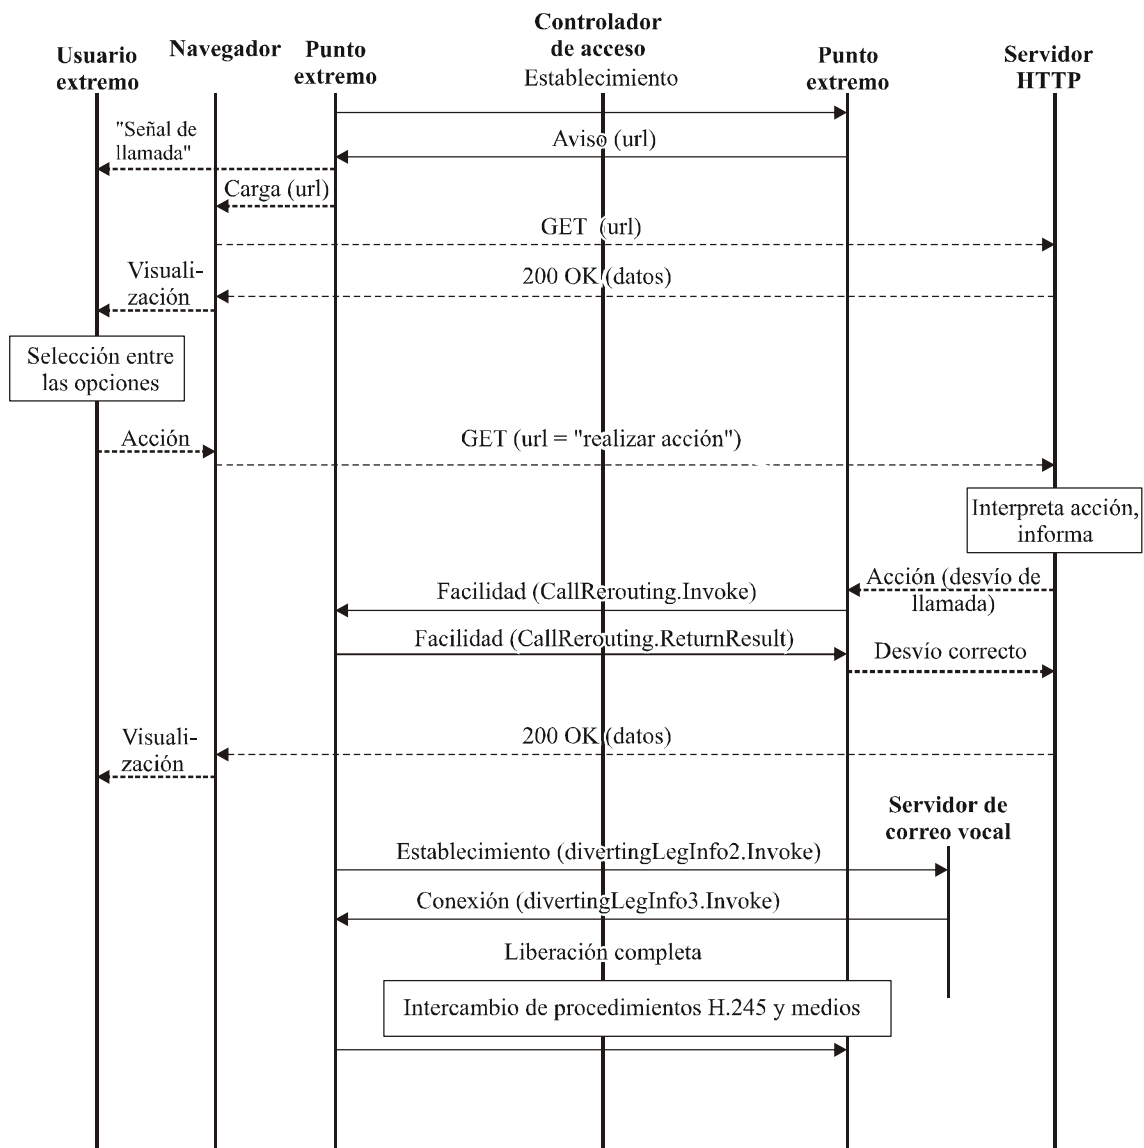 Controlador
de acceso
Usuario
extremo
Navegador
Punto
extremo
Punto
extremo
Servidor
HTTP
Establecimiento
"Señal de
llamada"
Aviso (url)
Carga (url)
GET (url)
Visuali-
zación
200 OK (datos)
Selección entre
las opciones
Acción
GET (url = "realizar acción")
Interpreta acción,
informa
Acción (desvío de
llamada)
Facilidad (CallRerouting.Invoke)
Facilidad (CallRerouting.ReturnResult)
Desvío correcto
Visuali-
zación
200 OK (datos)
Servidor de
correo vocal
Establecimiento (divertingLegInfo2.Invoke)
Conexión (divertingLegInfo3.Invoke)
Liberación completa
Intercambio de procedimientos H.245 y medios